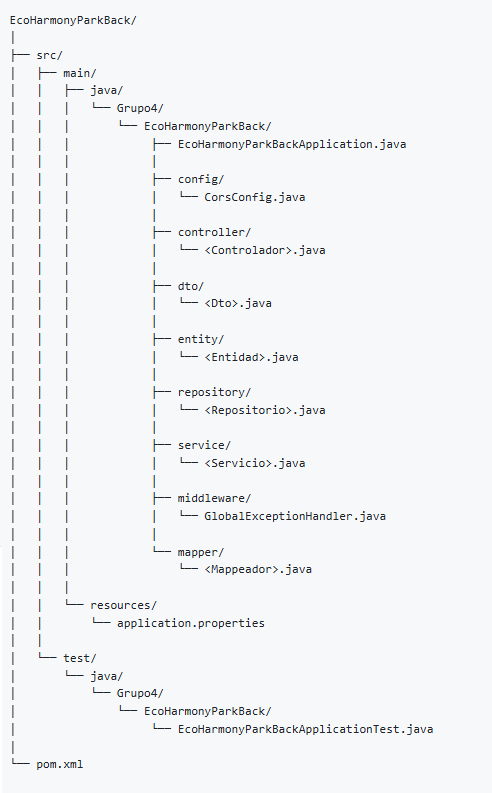 EcoHarmonyParkBack/
│
├── src/
│   ├── main/
│   │   ├── java/
│   │   │   └── Grupo4/
│   │   │       └── EcoHarmonyParkBack/
│   │   │           ├── EcoHarmonyParkBackApplication.java
│   │   │           │
│   │   │           ├── config/
│   │   │           │   └── CorsConfig.java
│   │   │           │
│   │   │           ├── controller/
│   │   │           │   └── <Controlador>.java
│   │   │           │
│   │   │           ├── dto/
│   │   │           │   └── <Dto>.java
│   │   │           │
│   │   │           ├── entity/
│   │   │           │   └── <Entidad>.java
│   │   │           │
│   │   │           ├── repository/
│   │   │           │   └── <Repositorio>.java
│   │   │           │
│   │   │           ├── service/
│   │   │           │   └── <Servicio>.java
│   │   │           │
│   │   │           ├── middleware/
│   │   │           │   └── GlobalExceptionHandler.java
│   │   │           │
│   │   │           └── mapper/
│   │   │               └── <Mappeador>.java
│   │   │
│   │   └── resources/
│   │       └── application.properties
│   │
│   └── test/
│       └── java/
│           └── Grupo4/
│               └── EcoHarmonyParkBack/
│                   └── EcoHarmonyParkBackApplicationTest.java
│
└── pom.xml